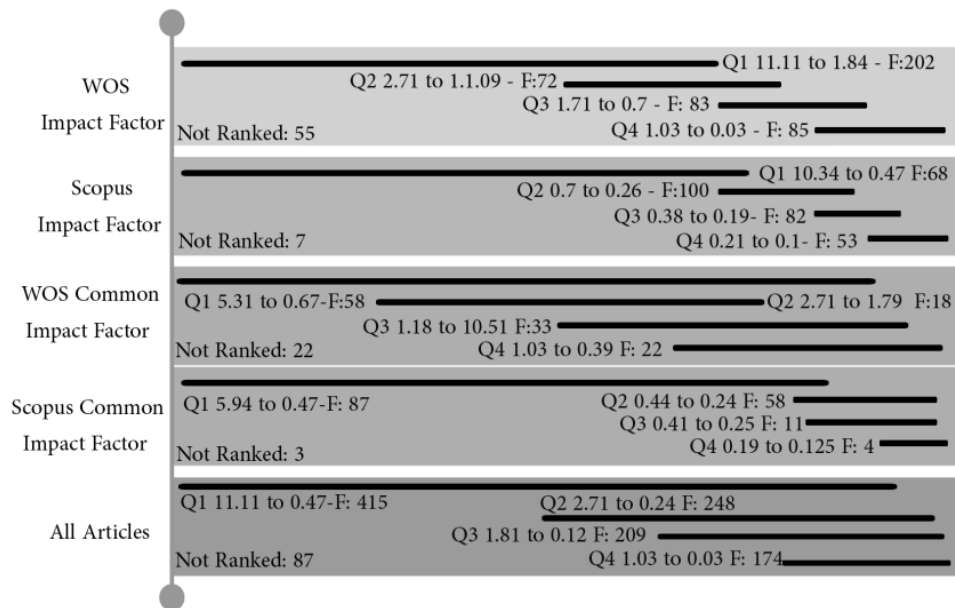 WOS
Impact Factor
Q1 11.11 to 1.84 - F:202
Q2 2.71 to 1.1.09 - F:72
Q3 1.71 to 0.7 - F: 83
Q4 1.03 to 0.03 - F: 85
Not Ranked: 55
Scopus
Impact Factor
Q1 10.34 to 0.47 F:68
Q2 0.7 to 0.26 - F:100
Q3 0.38 to 0.19- F: 82
Q4 0.21 to 0.1- F: 53
Not Ranked: 7
WOS Common
Impact Factor
Q1 5.31 to 0.67-F:58
Q2 2.71 to 1.79 F:18
Q3 1.18 to 10.51 F:33
Q4 1.03 to 0.39 F: 22
Not Ranked: 22
Scopus Common
Impact Factor
Q1 5.94 to 0.47-F: 87
Q2 0.44 to 0.24 F: 58
Q3 0.41 to 0.25 F: 11
Q4 0.19 to 0.125 F: 4
Not Ranked: 3
All Articles
Q1 11.11 to 0.47-F: 415
Q2 2.71 to 0.24 F: 248
Q3 1.81 to 0.12 F: 209
Q4 1.03 to 0.03 F: 174
Not Ranked: 87